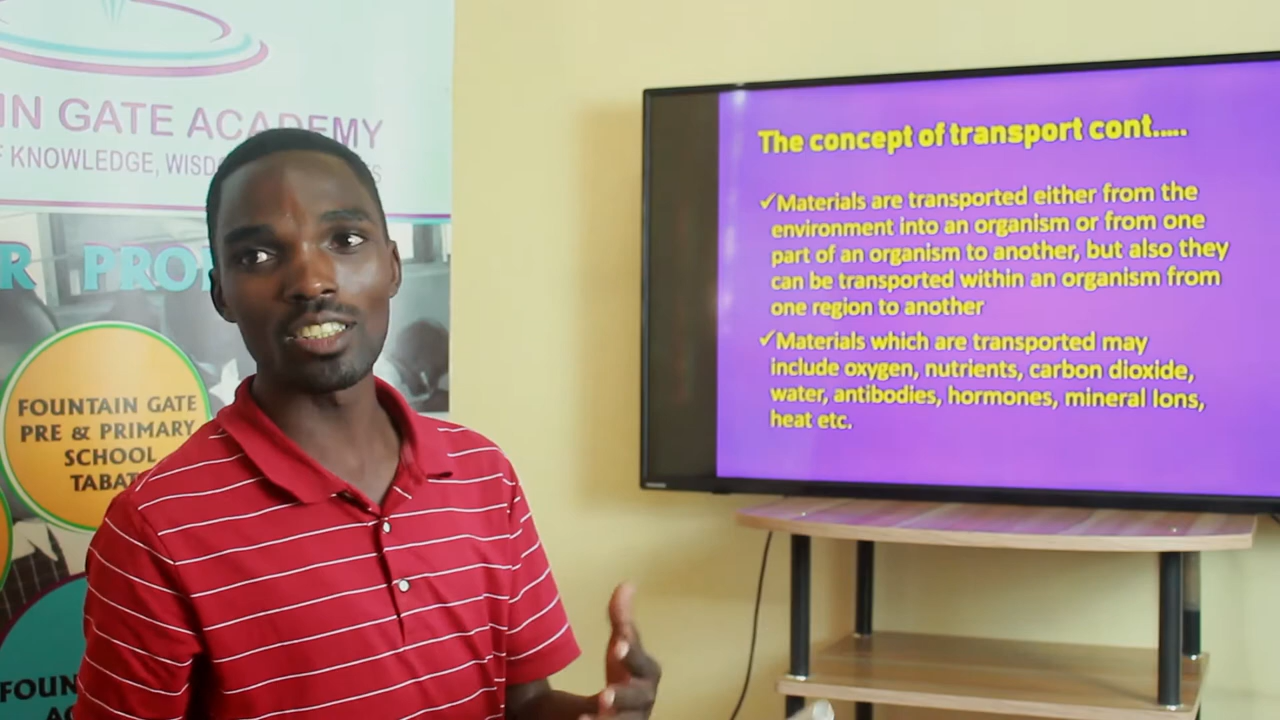 IN GATE ACADEMY
F KNOWLEDGE, WISD
R PRO
FOUNTAIN GATE
PRE & PRIMARY
SCHOOL
TABAT
FOUN
The concept of transport cont.....
✓Materials are transported either from the
environment into an organism or from one
part of an organism to another, but also they
can be transported within an organism from
one region to another
✓Materials which are transported may
include oxygen, nutrients, carbon dioxide,
water, antibodies, hormones, mineral Ions,
heat etc.